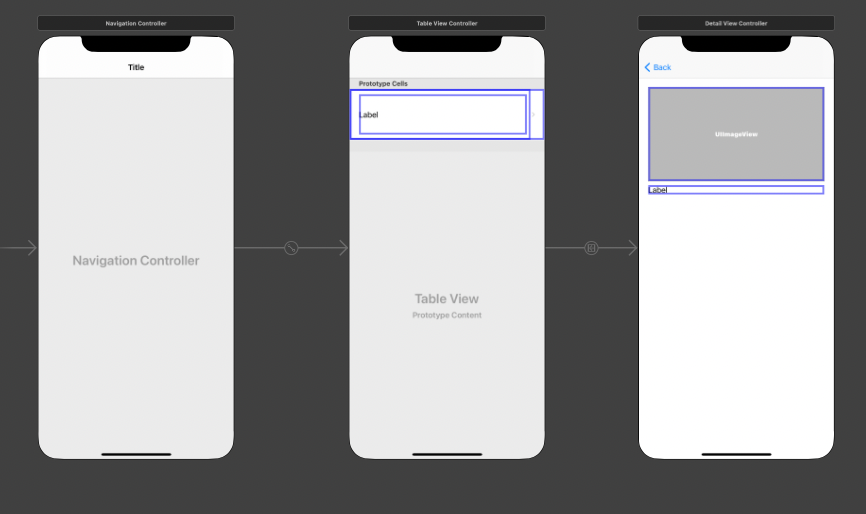 Navigation Controller
Title
Navigation Controller
Table View Controller
Prototype Cells
Label
Table View
Prototype Content
Detail View Controller
Back
UIImageView
Label